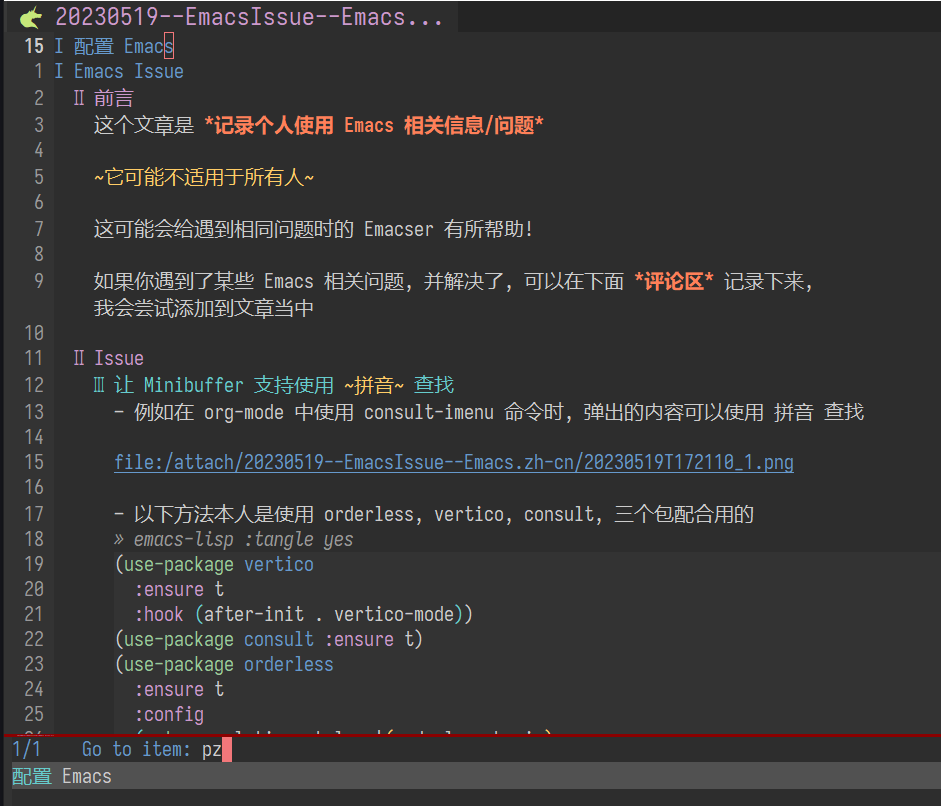 20230519--EmacsIssue--Emacs...
15 I 配置 Emacs
1 I Emacs Issue
2 II 前言
3 这个文章是 *记录个人使用 Emacs 相关信息/问题*
4
5 ~它可能不适用于所有人~
6
7 这可能会给遇到相同问题时的 Emacser 有所帮助!
8
9 如果你遇到了某些 Emacs 相关问题，并解决了，可以在下面 *评论区* 记录下来，
我会尝试添加到文章当中
10
11 II Issue
12 III 让 Minibuffer 支持使用 ~拼音~ 查找
13 - 例如在 org-mode 中使用 consult-imenu 命令时，弹出的内容可以使用 拼音 查找
14
15 file:/attach/20230519--EmacsIssue--Emacs.zh-cn/20230519T172110_1.png
16
17 - 以下方法本人是使用 orderless, vertico, consult, 三个包配合用的
18 » emacs-lisp :tangle yes
19 (use-package vertico
20 :ensure t
21 :hook (after-init . vertico-mode))
22 (use-package consult :ensure t)
23 (use-package orderless
24 :ensure t
25 :config
1/1 Go to item: pz
配置 Emacs